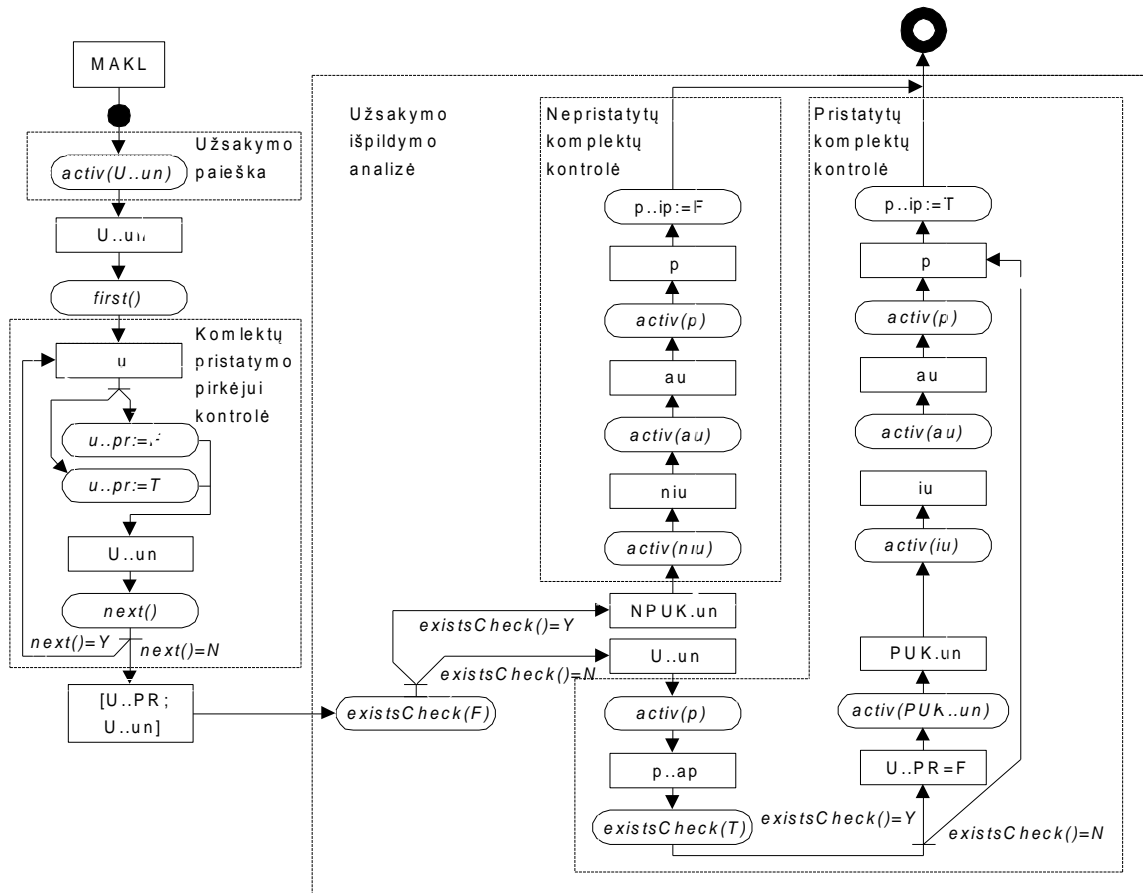 MAKL
Užsakymo
paieška
activ(U..un)
first()
Komlektų
pristatymo
pirkėjui
kontrolė
u
u..pr:=T
U..un
next()
next()=Y
next()=N
[U..PR;
U..un]
Užsakymo
išpildymo
analizė
existsCheck(F)
existsCheck()=Y
existsCheck()=N
Nepristatytų
komplektų
kontrolė
p..ip:=F
p
activ(p)
au
activ(au)
niu
activ(niu)
NPUK.un
U..un
activ(p)
p..ap
existsCheck(T)
Pristatytų
komplektų
kontrolė
p..ip:=T
p
activ(p)
au
activ(au)
iu
activ(iu)
PUK.un
activ(PUK..un)
U..PR=F
existsCheck()=Y
existsCheck()=N